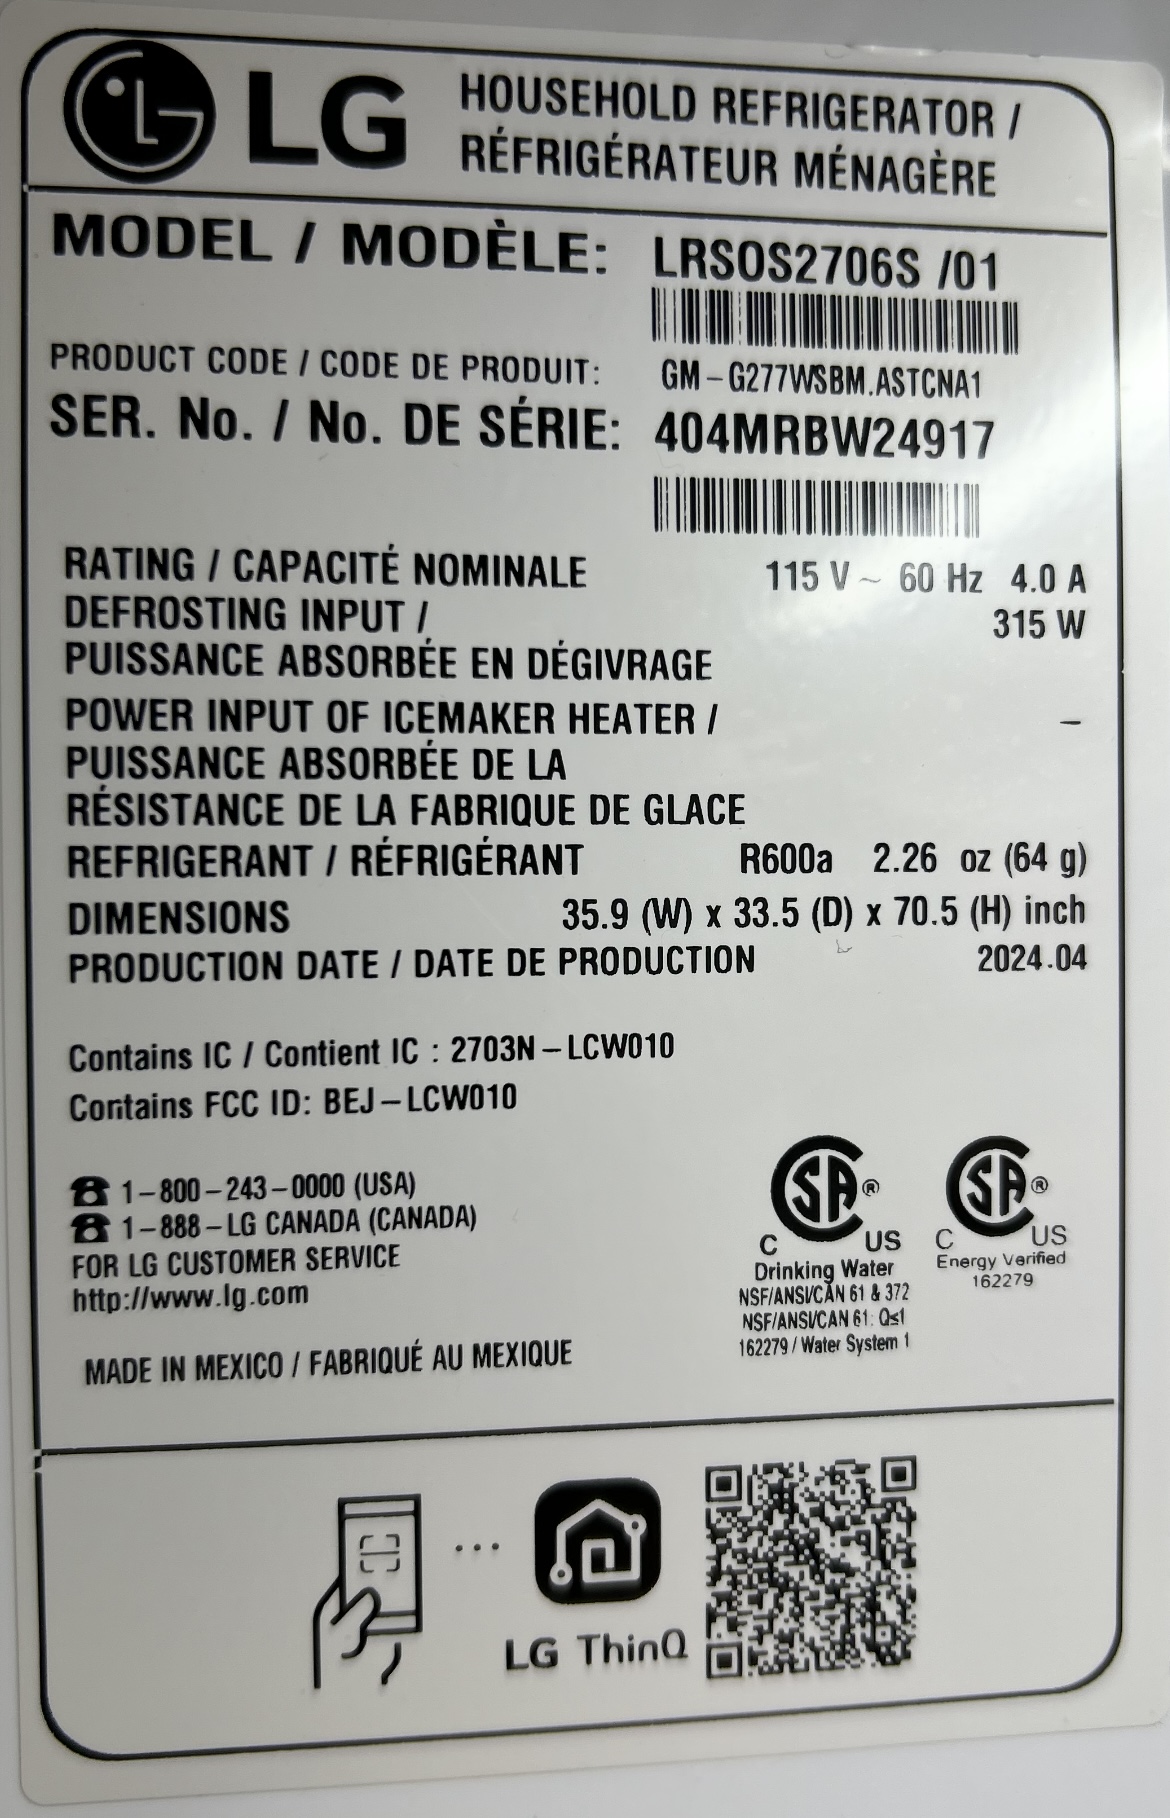 LG HOUSEHOLD REFRIGERATOR /
RÉFRIGÉRATEUR MÉNAGÈRE
MODEL / MODÈLE: LRSOS2706S /01
PRODUCT CODE / CODE DE PRODUIT: GM-G277WSBM.ASTCNA1
SER. No. / No. DE SÉRIE: 404MRBW24917
RATING / CAPACITÉ NOMINALE 115 V ~ 60 Hz 4.0 A
DEFROSTING INPUT / 315 W
PUISSANCE ABSORBÉE EN DÉGIVRAGE
POWER INPUT OF ICEMAKER HEATER / –
PUISSANCE ABSORBÉE DE LA
RÉSISTANCE DE LA FABRIQUE DE GLACE
REFRIGERANT / RÉFRIGÉRANT R600a 2.26 oz (64 g)
DIMENSIONS 35.9 (W) x 33.5 (D) x 70.5 (H) inch
PRODUCTION DATE / DATE DE PRODUCTION 2024.04
Contains IC / Contient IC : 2703N-LCW010
Contains FCC ID: BEJ-LCW010
1-800-243-0000 (USA)
1-888-LG CANADA (CANADA)
FOR LG CUSTOMER SERVICE
http://www.lg.com
MADE IN MEXICO / FABRIQUÉ AU MEXIQUE
SA ®
C US
Drinking Water
NSF/ANSI/CAN 61 & 372
NSF/ANSI/CAN 61: Q≤1
162279 / Water System 1
SA ®
C US
Energy Verified
162279
LG ThinQ